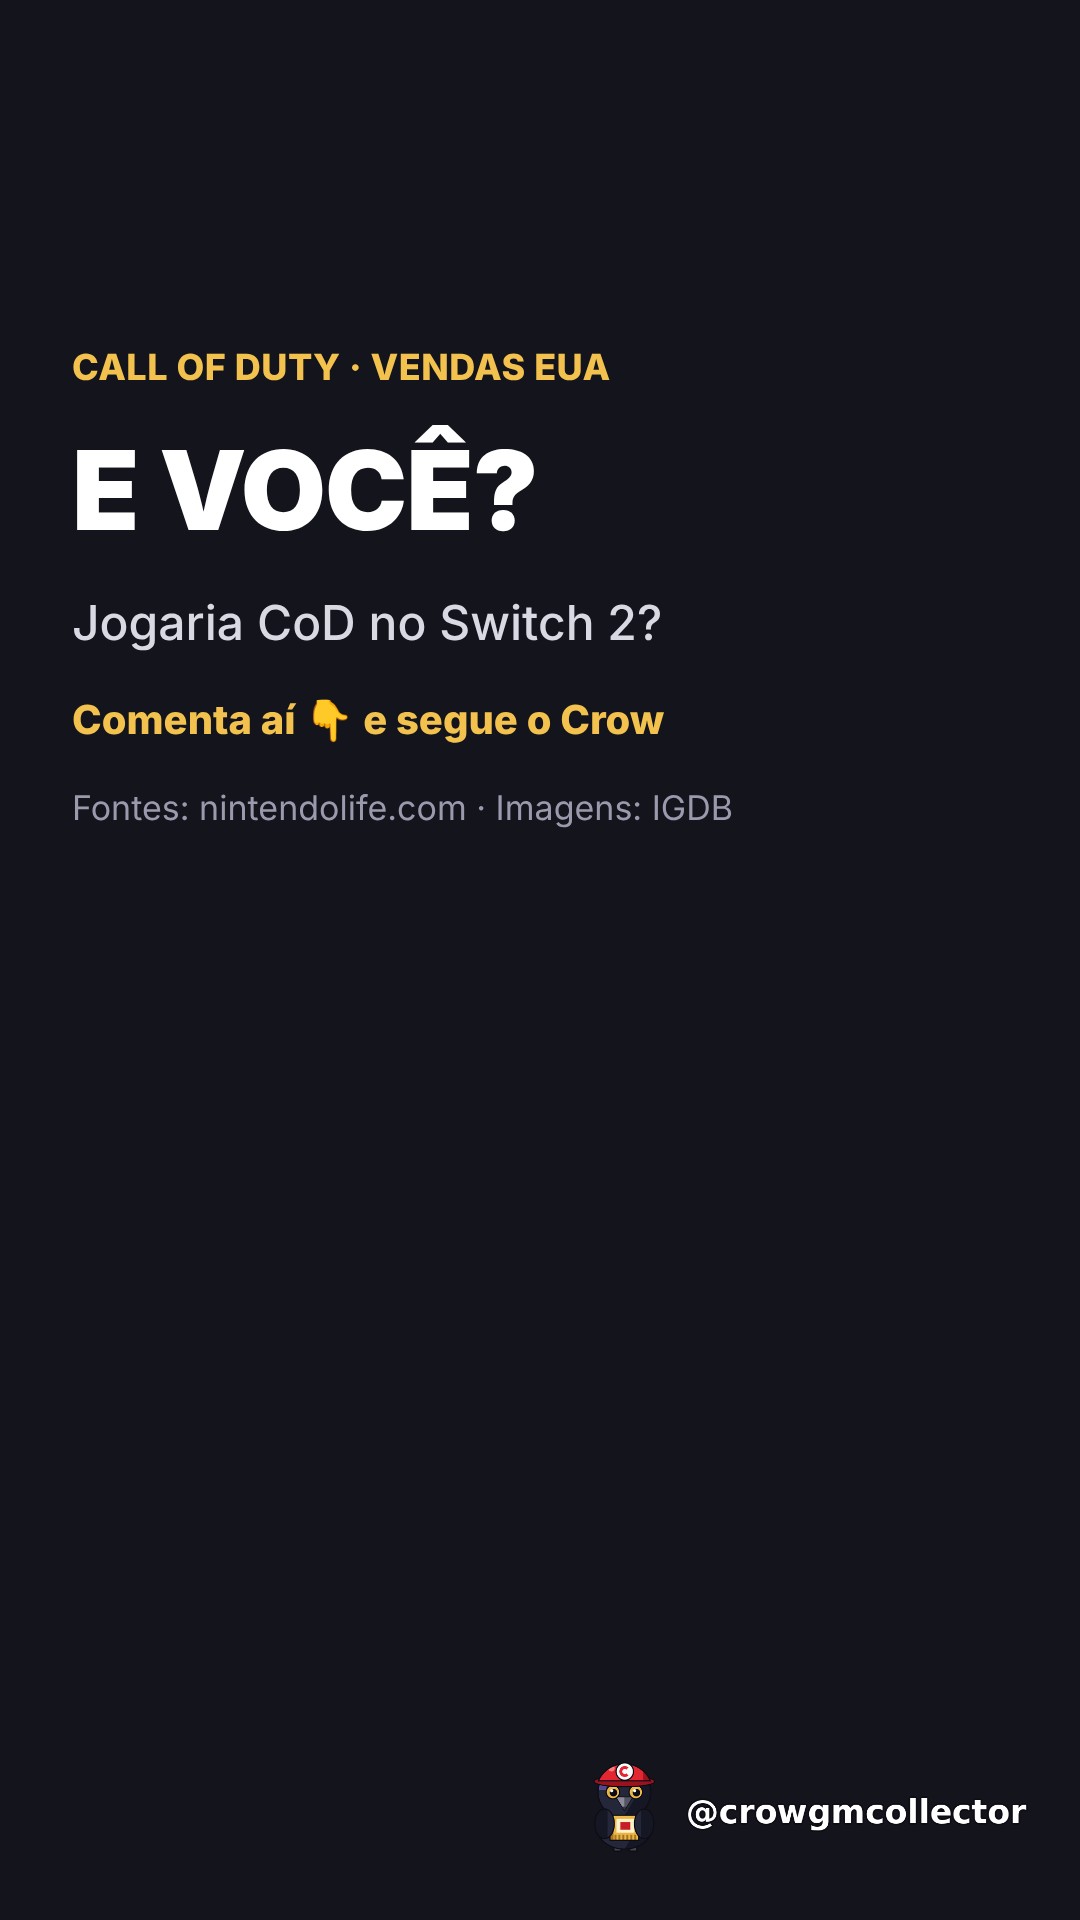 CALL OF DUTY · VENDAS EUA
E VOCÊ?
Jogaria CoD no Switch 2?
Comenta aí 👇 e segue o Crow
Fontes: nintendolife.com · Imagens: IGDB
C
@crowgmcollector